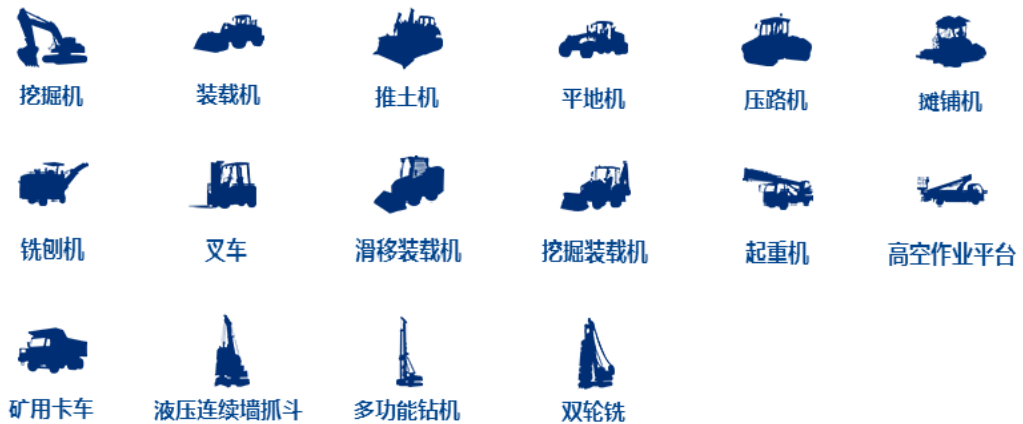 挖掘机
装载机
推土机
平地机
压路机
摊铺机
铣刨机
叉车
滑移装载机
挖掘装载机
起重机
高空作业平台
矿用卡车
液压连续墙抓斗
多功能钻机
双轮铣